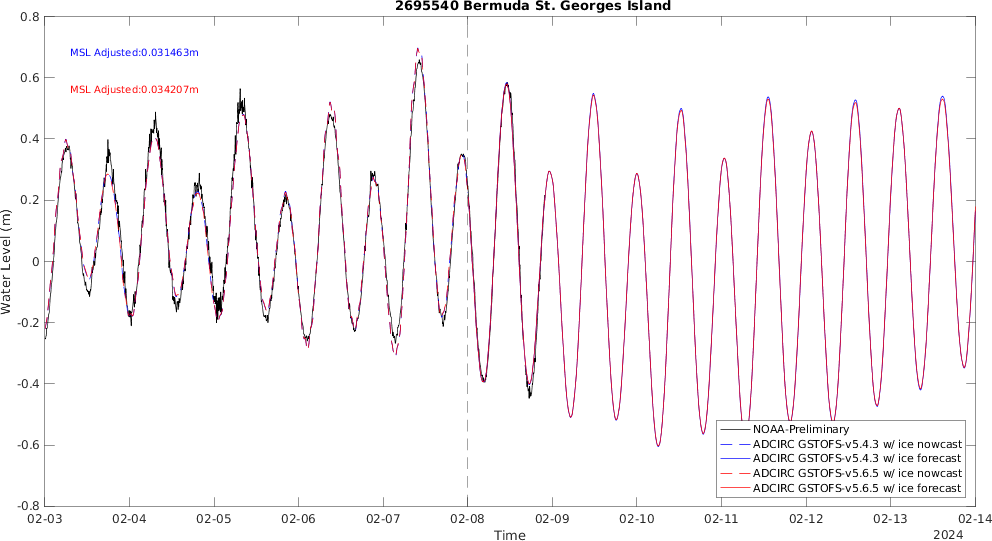 2695540 Bermuda St. Georges Island
MSL Adjusted:0.031463m
MSL Adjusted:0.034207m
Water Level (m)
0.8
0.6
0.4
0.2
0
-0.2
-0.4
-0.6
-0.8
NOAA-Preliminary
ADCIRC GSTOFS-v5.4.3 w/ ice nowcast
ADCIRC GSTOFS-v5.4.3 w/ ice forecast
ADCIRC GSTOFS-v5.6.5 w/ ice nowcast
ADCIRC GSTOFS-v5.6.5 w/ ice forecast
02-03 02-04 02-05 02-06 02-07 02-08 02-09 02-10 02-11 02-12 02-13 02-14
Time
2024